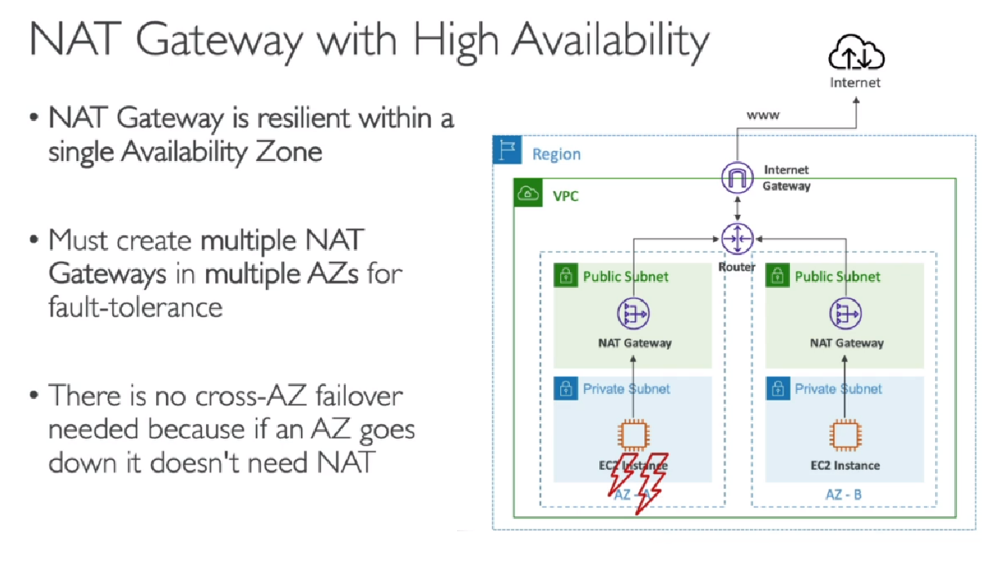 NAT Gateway with High Availability
• NAT Gateway is resilient within a
single Availability Zone
• Must create multiple NAT
Gateways in multiple AZs for
fault-tolerance
• There is no cross-AZ failover
needed because if an AZ goes
down it doesn't need NAT
Internet
www
Region
Internet
Gateway
VPC
Router
Public Subnet
NAT Gateway
Private Subnet
EC2 Instance
AZ - A
Public Subnet
NAT Gateway
Private Subnet
EC2 Instance
AZ - B